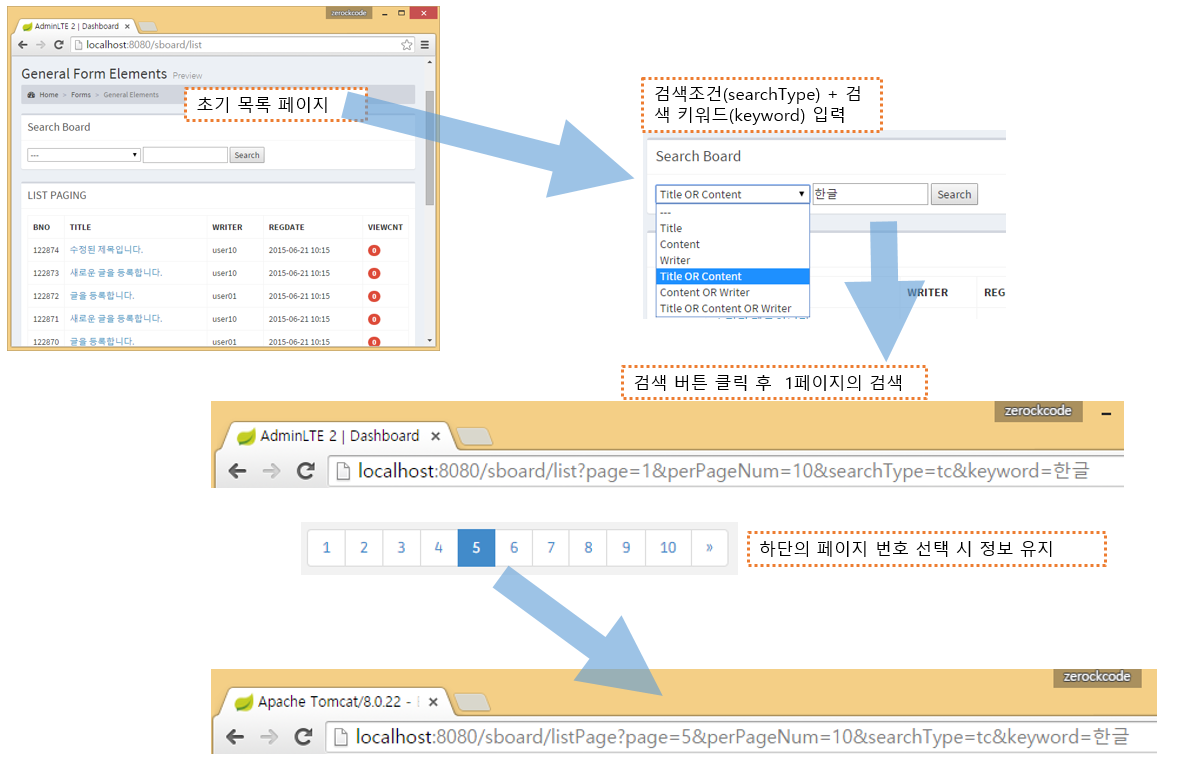 zerockcode
AdminLTE 2 | Dashboard
localhost:8080/sboard/list
General Form Elements Preview
Home > Forms > General Elements
초기 목록 페이지
Search Board
---
Search
LIST PAGING
BNO TITLE WRITER REGDATE VIEWCNT
122874 수정된 제목입니다. user10 2015-06-21 10:15 0
122873 새로운 글을 등록합니다. user10 2015-06-21 10:15 0
122872 글을 등록합니다. user01 2015-06-21 10:15 0
122871 새로운 글을 등록합니다. user10 2015-06-21 10:15 0
122870 글을 등록합니다. user01 2015-06-21 10:15 0
검색조건(searchType) + 검
색 키워드(keyword) 입력
Search Board
Title OR Content 한글 Search
---
Title
Content
Writer
Title OR Content
Content OR Writer
Title OR Content OR Writer
WRITER REG
검색 버튼 클릭 후 1페이지의 검색
zerockcode
AdminLTE 2 | Dashboard
localhost:8080/sboard/list?page=1&perPageNum=10&searchType=tc&keyword=한글
1 2 3 4 5 6 7 8 9 10 »
하단의 페이지 번호 선택 시 정보 유지
zerockcode
Apache Tomcat/8.0.22 -
localhost:8080/sboard/listPage?page=5&perPageNum=10&searchType=tc&keyword=한글